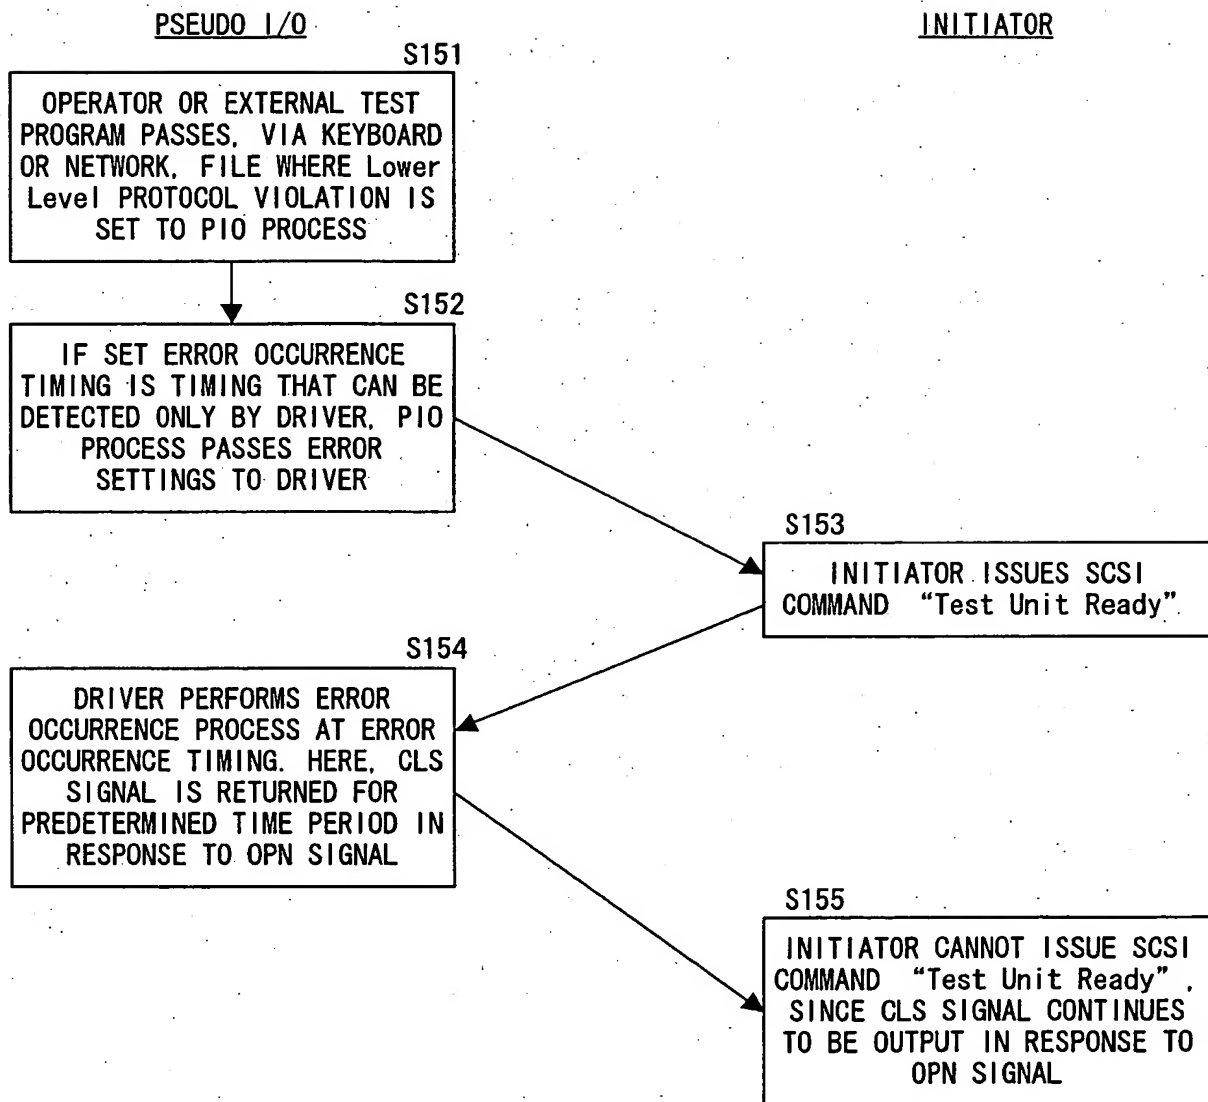 PSEUDO I/O
INITIATOR
S151
OPERATOR OR EXTERNAL TEST
PROGRAM PASSES, VIA KEYBOARD
OR NETWORK, FILE WHERE Lower
Level PROTOCOL VIOLATION IS
SET TO PIO PROCESS
S152
IF SET ERROR OCCURRENCE
TIMING IS TIMING THAT CAN BE
DETECTED ONLY BY DRIVER, PIO
PROCESS PASSES ERROR
SETTINGS TO DRIVER
S153
INITIATOR ISSUES SCSI
COMMAND “Test Unit Ready”
S154
DRIVER PERFORMS ERROR
OCCURRENCE PROCESS AT ERROR
OCCURRENCE TIMING. HERE, CLS
SIGNAL IS RETURNED FOR
PREDETERMINED TIME PERIOD IN
RESPONSE TO OPN SIGNAL
S155
INITIATOR CANNOT ISSUE SCSI
COMMAND “Test Unit Ready”,
SINCE CLS SIGNAL CONTINUES
TO BE OUTPUT IN RESPONSE TO
OPN SIGNAL